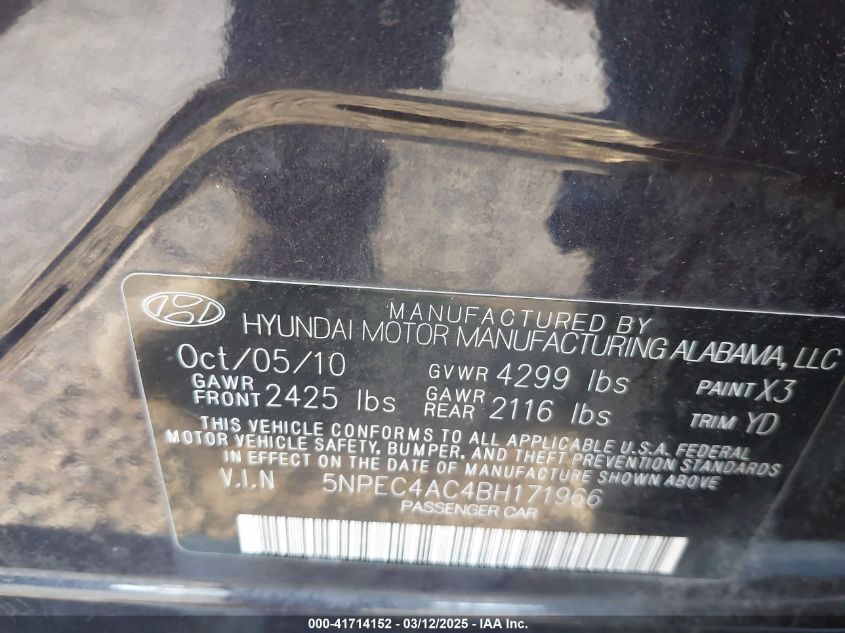 MANUFACTURED BY
HYUNDAI MOTOR MANUFACTURING ALABAMA, LLC
Oct/05/10 GVWR 4299 lbs PAINT X3
GAWR FRONT 2425 lbs GAWR REAR 2116 lbs TRIM YD
THIS VEHICLE CONFORMS TO ALL APPLICABLE U.S.A. FEDERAL
MOTOR VEHICLE SAFETY, BUMPER, AND THEFT PREVENTION STANDARDS
IN EFFECT ON THE DATE OF MANUFACTURE SHOWN ABOVE
V.I.N 5NPEC4AC4BH171966
PASSENGER CAR
000-41714152 - 03/12/2025 - IAA Inc.